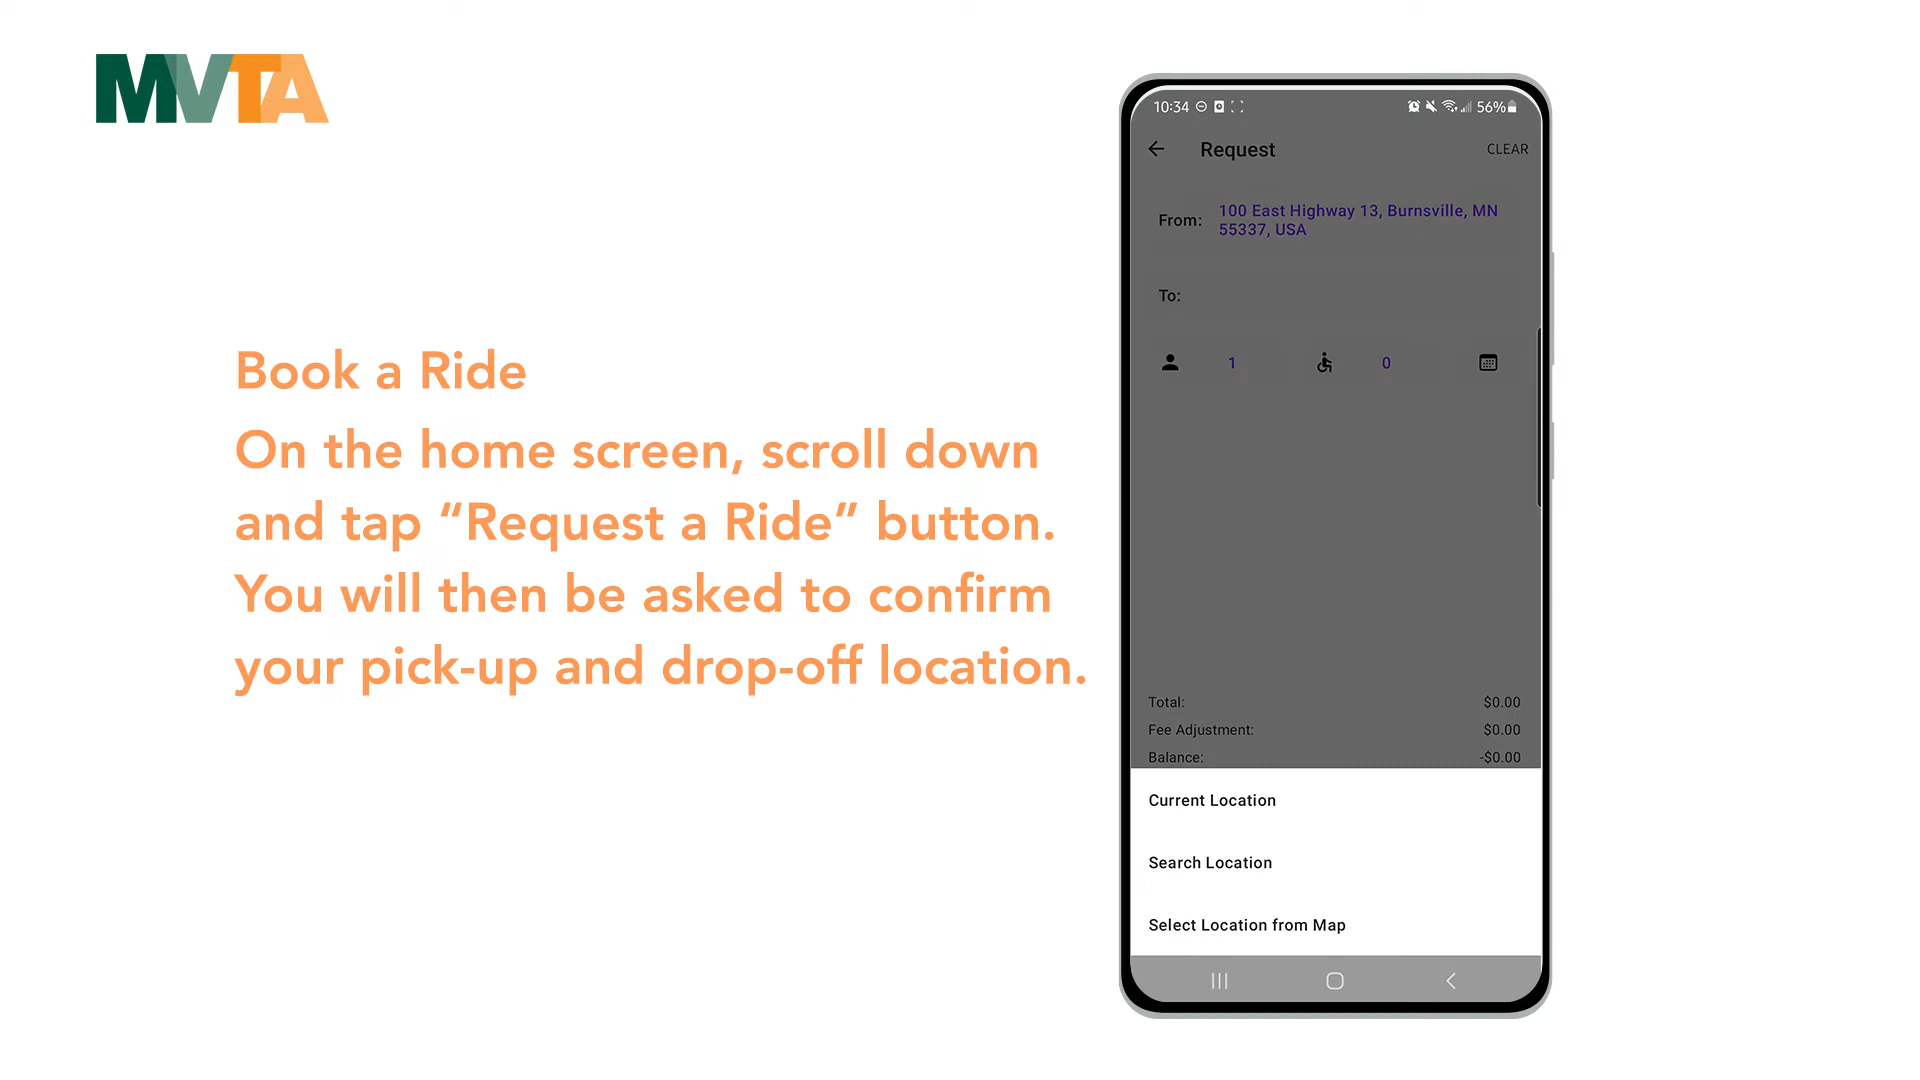 MVTA
Book a Ride
On the home screen, scroll down
and tap “Request a Ride” button.
You will then be asked to confirm
your pick-up and drop-off location.
10:34
56%
Request
CLEAR
From:
100 East Highway 13, Burnsville, MN
55337, USA
To:
1
0
Total:
$0.00
Fee Adjustment:
$0.00
Balance:
-$0.00
Current Location
Search Location
Select Location from Map